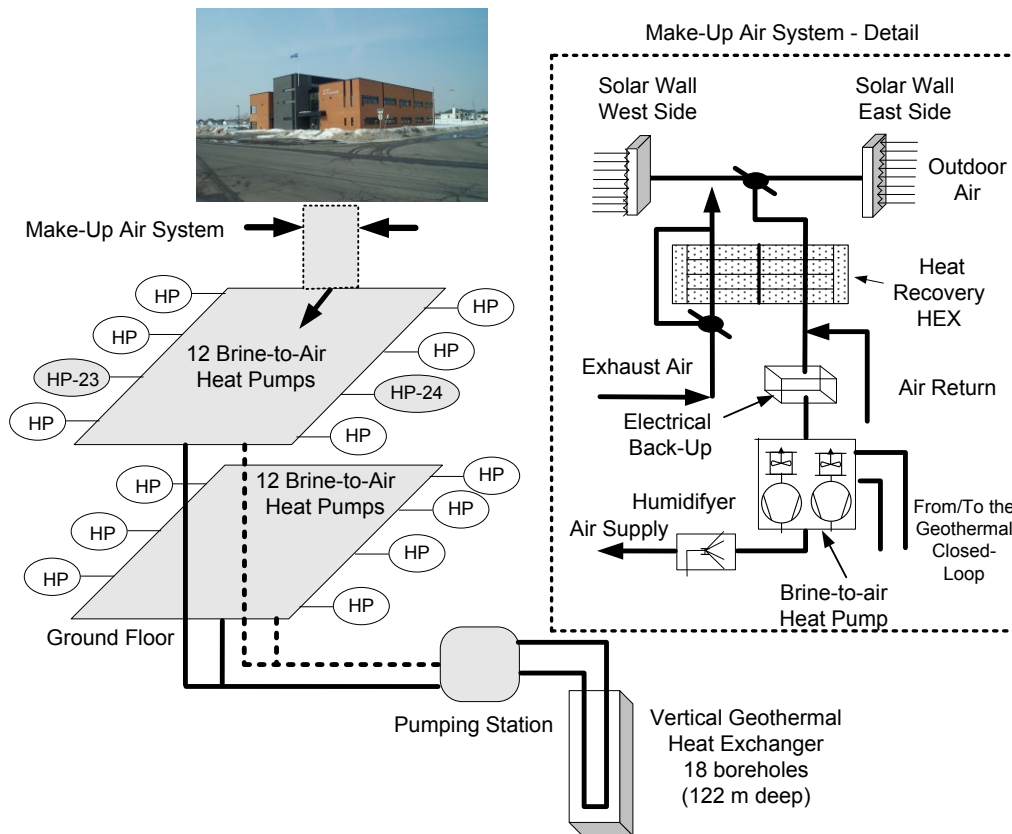 Make-Up Air System - Detail
Solar Wall
West Side
Solar Wall
East Side
Outdoor
Air
Heat
Recovery
HEX
Exhaust Air
Air Return
Electrical
Back-Up
Humidifyer
Air Supply
From/To the
Geothermal
Closed-
Loop
Brine-to-air
Heat Pump
Make-Up Air System
HP
HP
HP-23
HP
12 Brine-to-Air
Heat Pumps
HP
HP
HP-24
HP
12 Brine-to-Air
Heat Pumps
HP
HP
HP
HP
HP
HP
HP
Ground Floor
Pumping Station
Vertical Geothermal
Heat Exchanger
18 boreholes
(122 m deep)